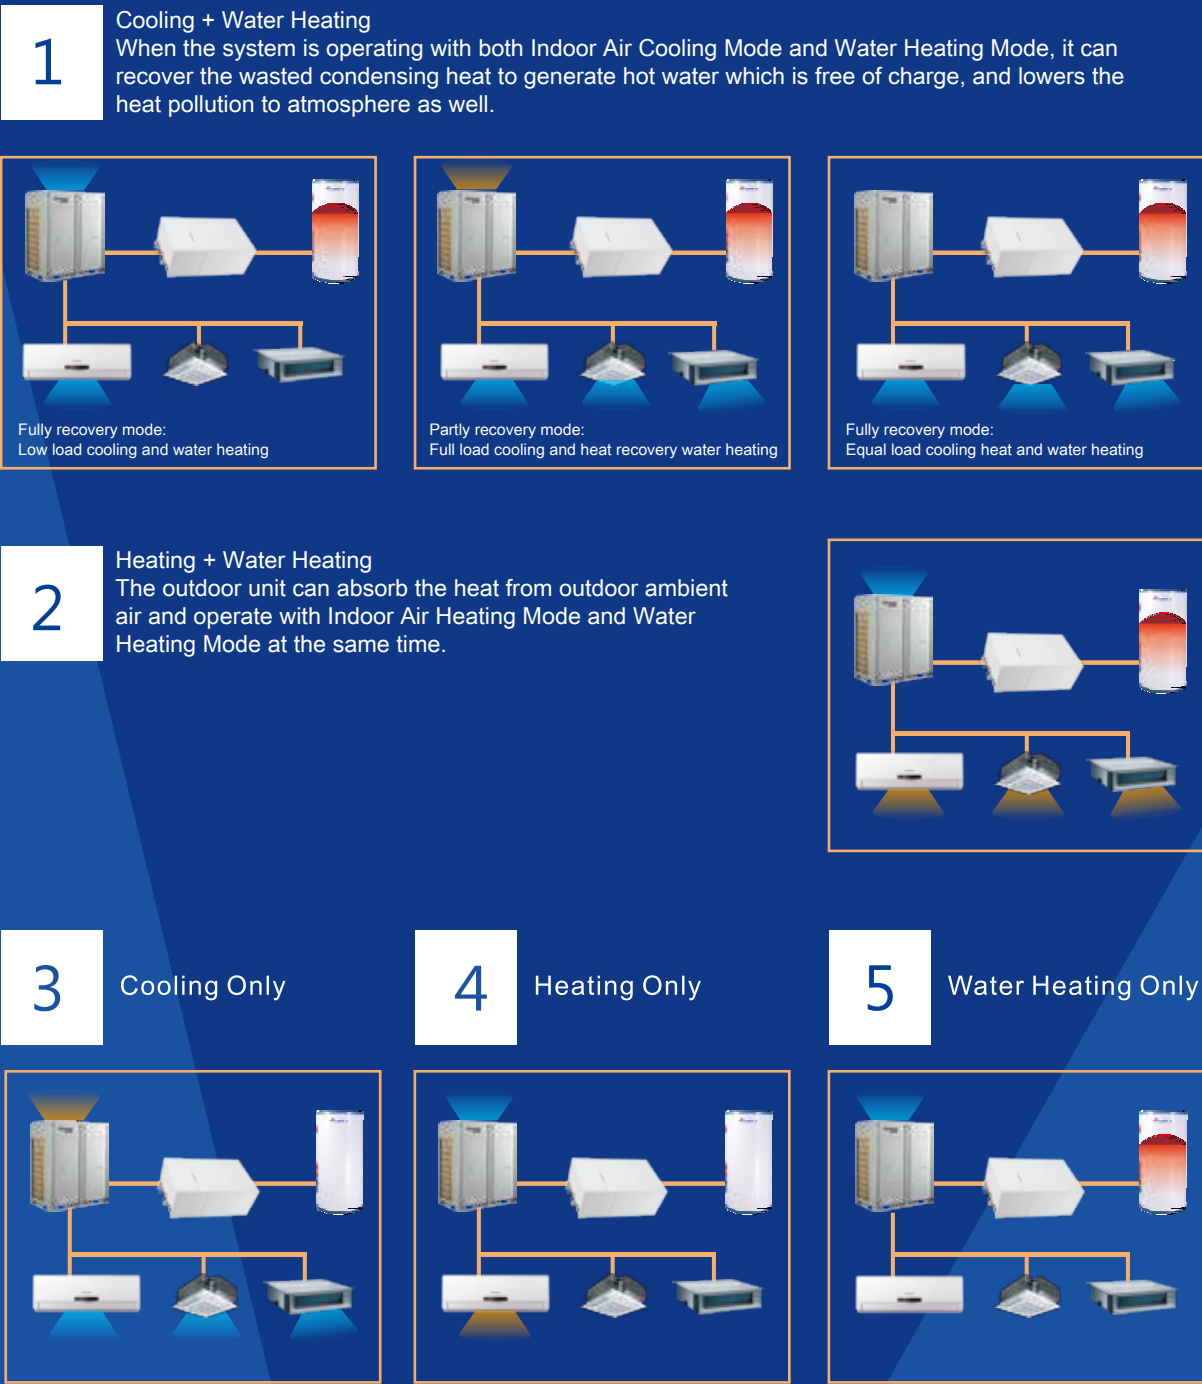 1
Cooling + Water Heating
When the system is operating with both Indoor Air Cooling Mode and Water Heating Mode, it can
recover the wasted condensing heat to generate hot water which is free of charge, and lowers the
heat pollution to atmosphere as well.
Fully recovery mode:
Low load cooling and water heating
Partly recovery mode:
Full load cooling and heat recovery water heating
Fully recovery mode:
Equal load cooling heat and water heating
2
Heating + Water Heating
The outdoor unit can absorb the heat from outdoor ambient
air and operate with Indoor Air Heating Mode and Water
Heating Mode at the same time.
3
Cooling Only
4
Heating Only
5
Water Heating Only